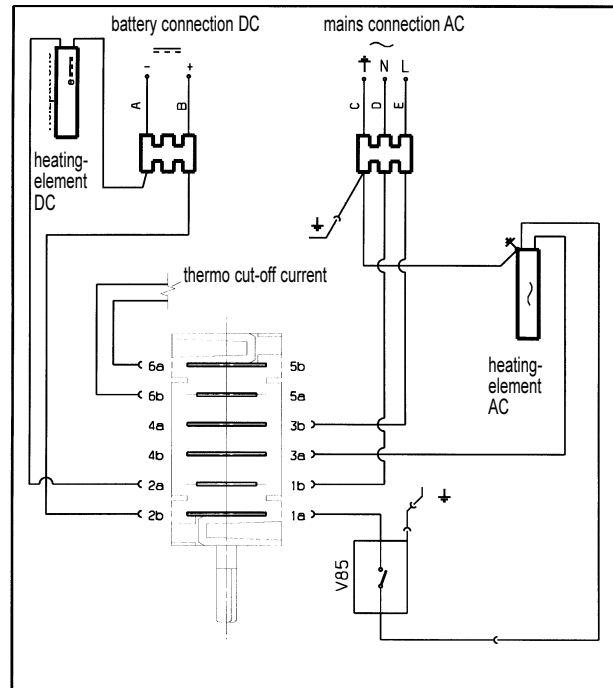 battery connection DC
mains connection AC
-
+
N
L
A
B
C
D
E
heating-
element
DC
thermo cut-off current
heating-
element
AC
6a
5b
6b
5a
4a
3b
4b
3a
2a
1b
2b
1a
V85